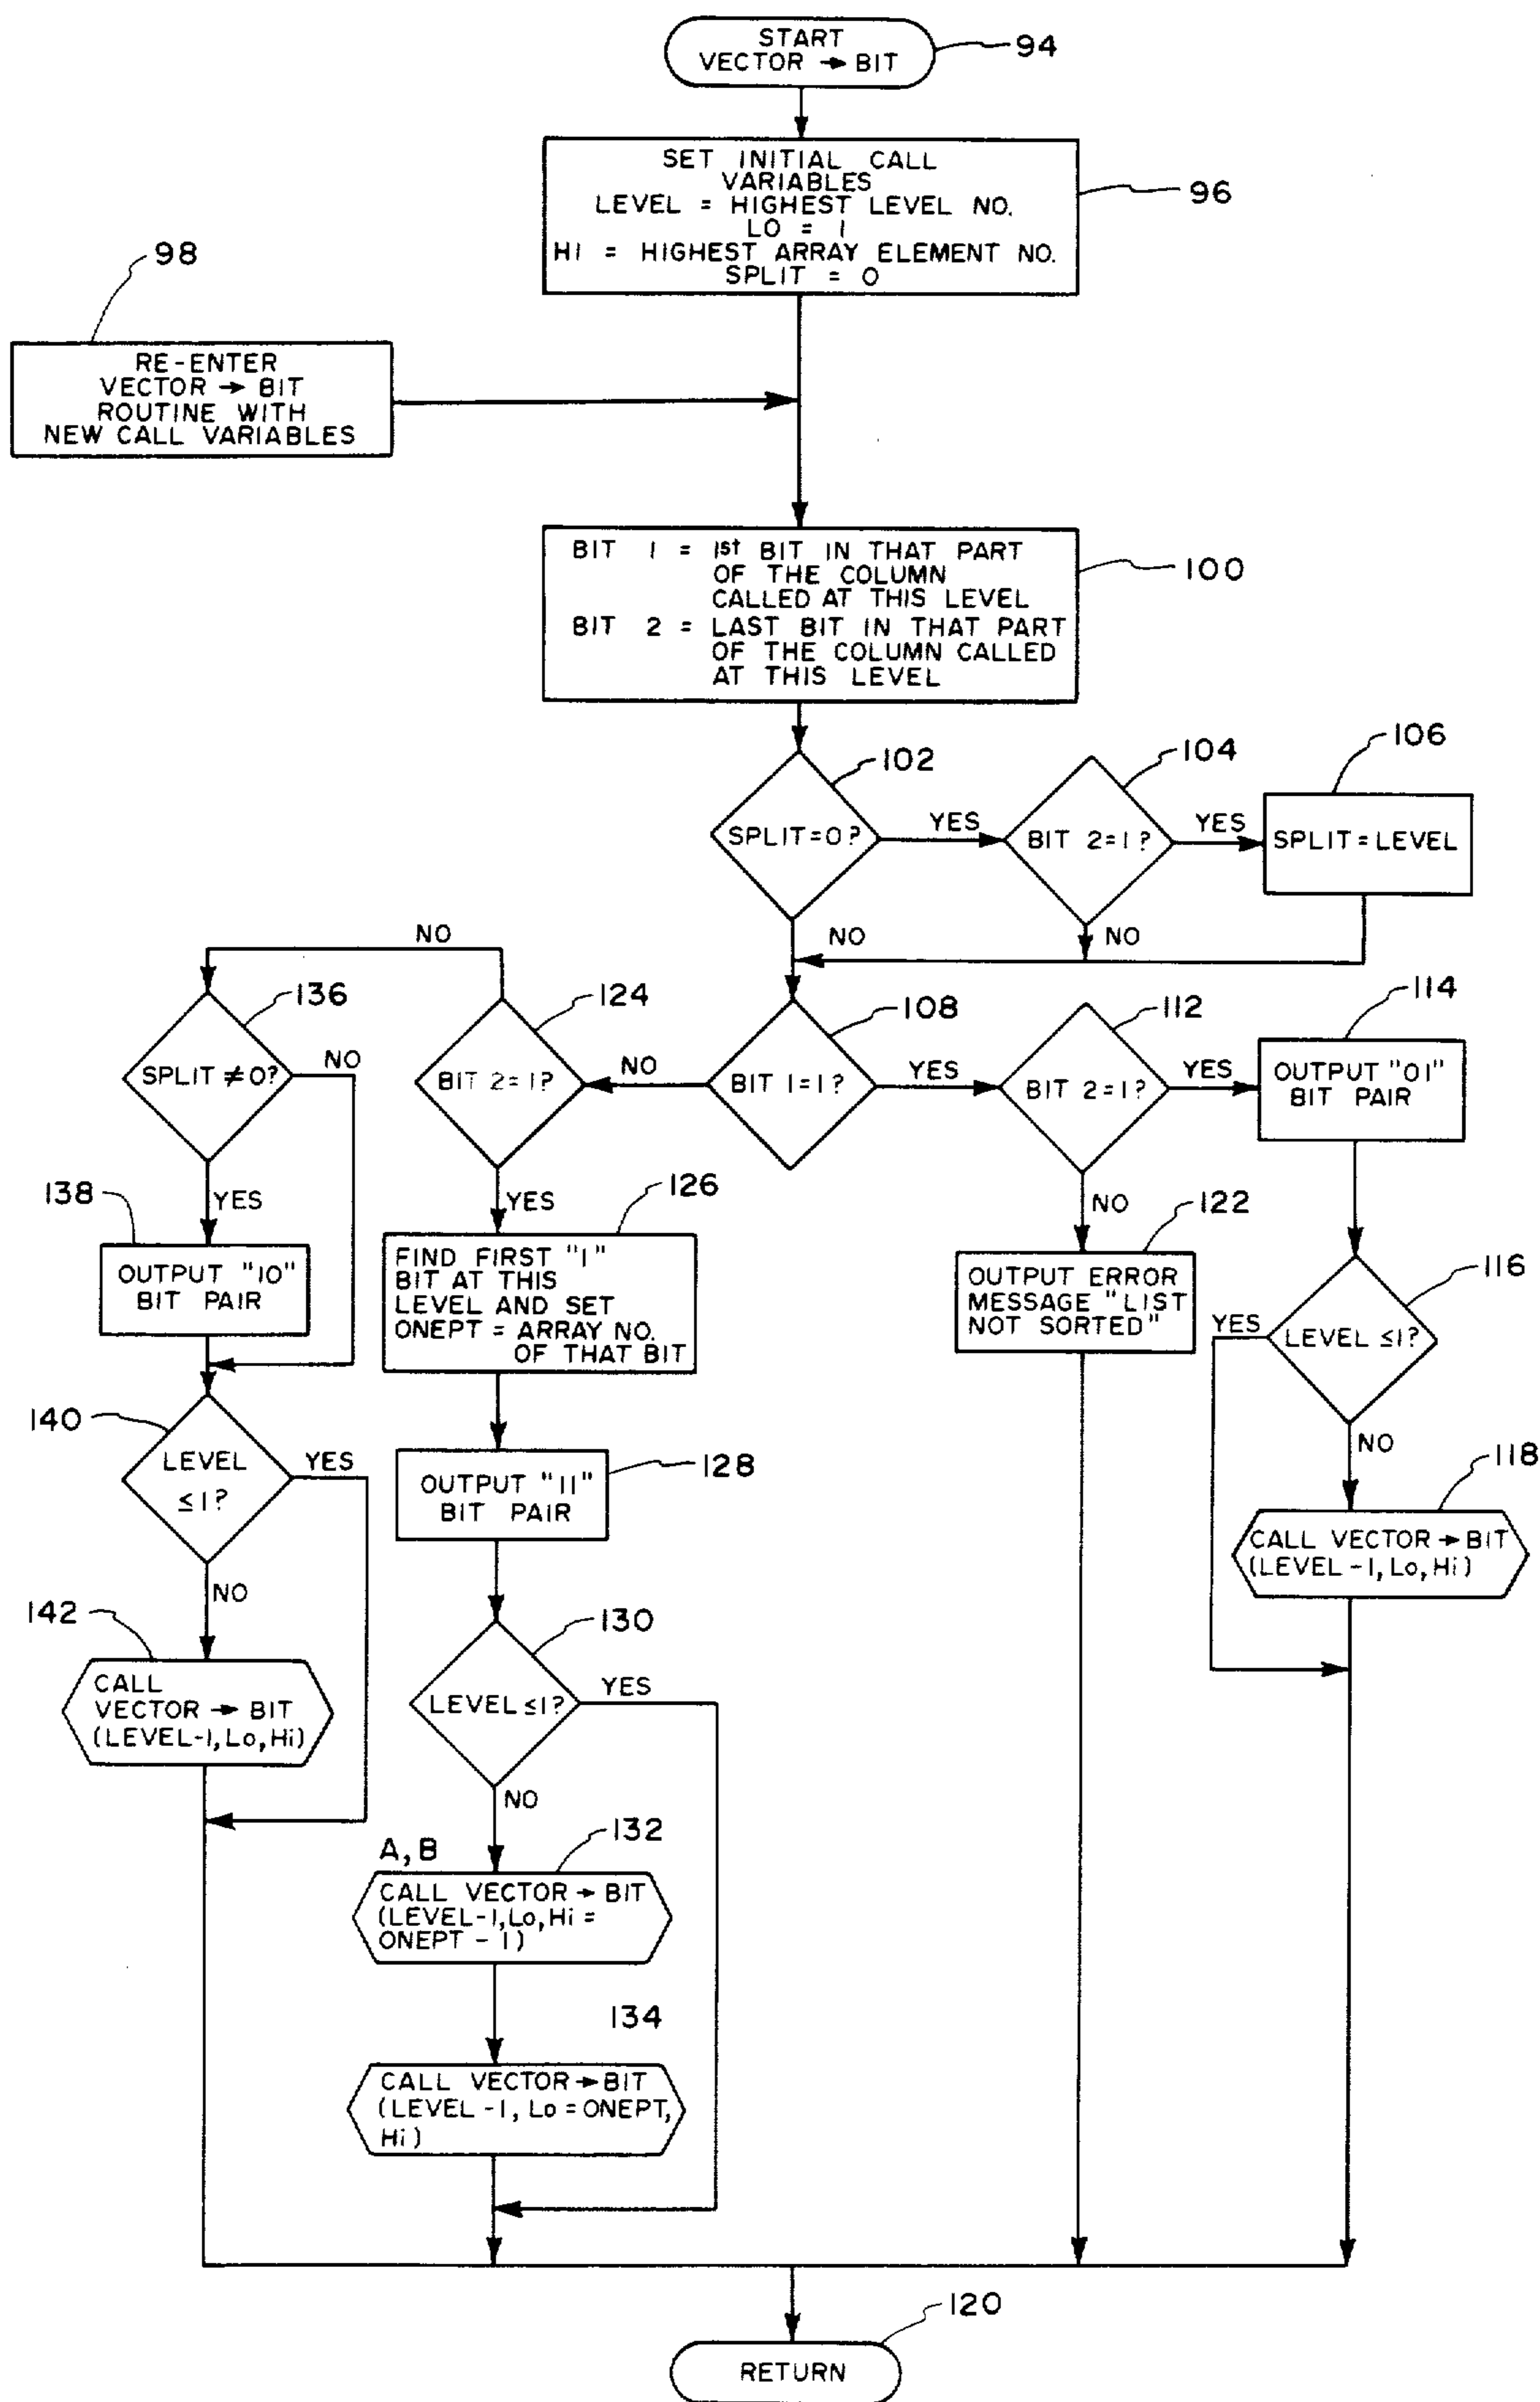 START
VECTOR → BIT
94
SET INITIAL CALL
VARIABLES
LEVEL = HIGHEST LEVEL NO.
LO = 1
HI = HIGHEST ARRAY ELEMENT NO.
SPLIT = 0
96
98
RE-ENTER
VECTOR → BIT
ROUTINE WITH
NEW CALL VARIABLES
BIT 1 = 1st BIT IN THAT PART
OF THE COLUMN
CALLED AT THIS LEVEL
BIT 2 = LAST BIT IN THAT PART
OF THE COLUMN CALLED
AT THIS LEVEL
100
102
SPLIT=0?
YES
NO
104
BIT 2=1?
YES
NO
106
SPLIT=LEVEL
108
BIT 1=1?
NO
YES
112
BIT 2=1?
YES
NO
114
OUTPUT "01"
BIT PAIR
116
LEVEL ≤1?
YES
NO
118
CALL VECTOR → BIT
(LEVEL-1, Lo, Hi)
122
OUTPUT ERROR
MESSAGE "LIST
NOT SORTED"
124
BIT 2=1?
NO
YES
126
FIND FIRST "1"
BIT AT THIS
LEVEL AND SET
ONEPT = ARRAY NO.
OF THAT BIT
128
OUTPUT "11"
BIT PAIR
130
LEVEL ≤1?
YES
NO
A, B
132
CALL VECTOR → BIT
(LEVEL-1, Lo, Hi =
ONEPT - 1)
134
CALL VECTOR → BIT
(LEVEL -1, Lo = ONEPT,
Hi)
136
SPLIT ≠ 0?
NO
YES
138
OUTPUT "10"
BIT PAIR
140
LEVEL
≤1?
YES
NO
142
CALL
VECTOR → BIT
(LEVEL-1, Lo, Hi)
120
RETURN